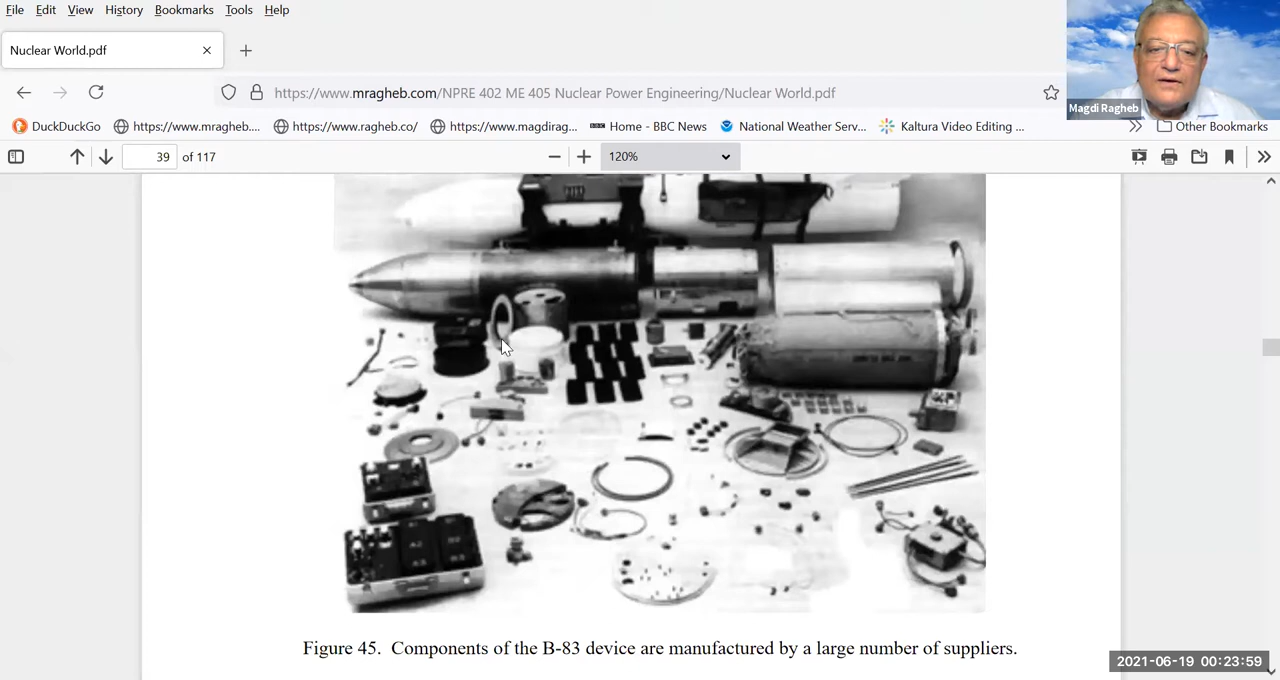 File Edit View History Bookmarks Tools Help
Nuclear World.pdf
https://www.mragheb.com/NPRE 402 ME 405 Nuclear Power Engineering/Nuclear World.pdf
Magdi Ragheb
DuckDuckGo https://www.mragheb.... https://www.ragheb.co/ https://www.magdirag... Home - BBC News National Weather Serv... Kaltura Video Editing ... Other Bookmarks
39 of 117 120%
Figure 45. Components of the B-83 device are manufactured by a large number of suppliers.
2021-06-19 00:23:59